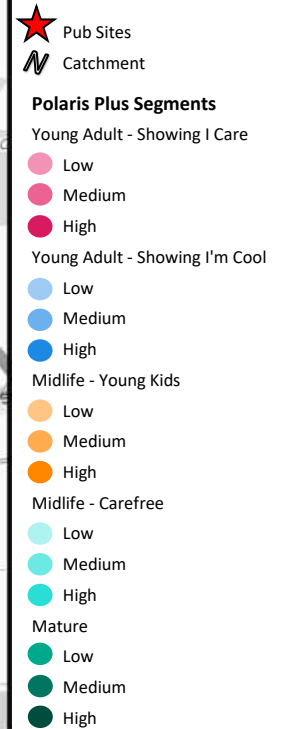 Pub Sites
Catchment
Polaris Plus Segments
Young Adult - Showing I Care
Low
Medium
High
Young Adult - Showing I'm Cool
Low
Medium
High
Midlife - Young Kids
Low
Medium
High
Midlife - Carefree
Low
Medium
High
Mature
Low
Medium
High